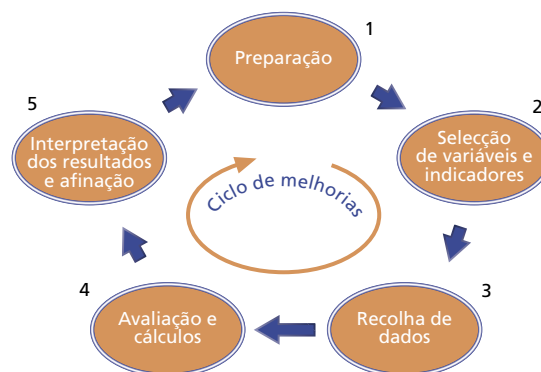 1
Preparação
2
Selecção
de variáveis e
indicadores
3
Recolha de
dados
4
Avaliação e
cálculos
5
Interpretação
dos resultados
e afinação
Ciclo de melhorias